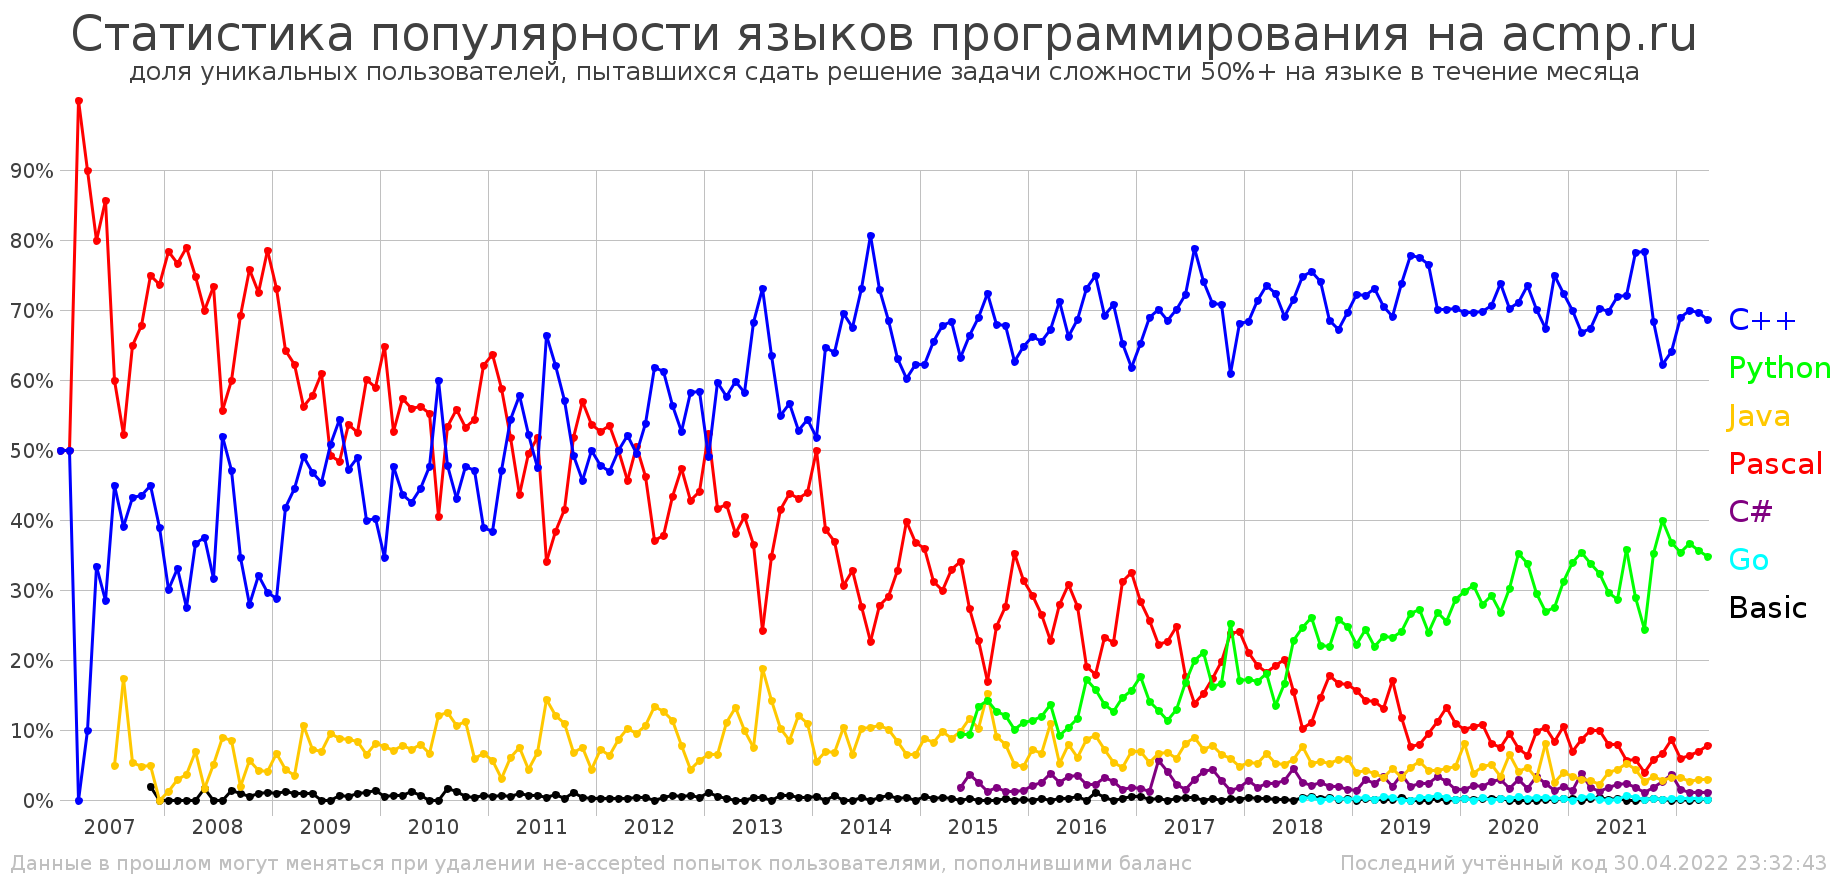 Статистика популярности языков программирования на acmp.ru
доля уникальных пользователей, пытавшихся сдать решение задачи сложности 50%+ на языке в течение месяца
90%
80%
70%
60%
50%
40%
30%
20%
10%
0%
C++
Python
Java
Pascal
C#
Go
Basic
2007 2008 2009 2010 2011 2012 2013 2014 2015 2016 2017 2018 2019 2020 2021
Данные в прошлом могут меняться при удалении не-accepted попыток пользователями, пополнившими баланс
Последний учтённый код 30.04.2022 23:32:43